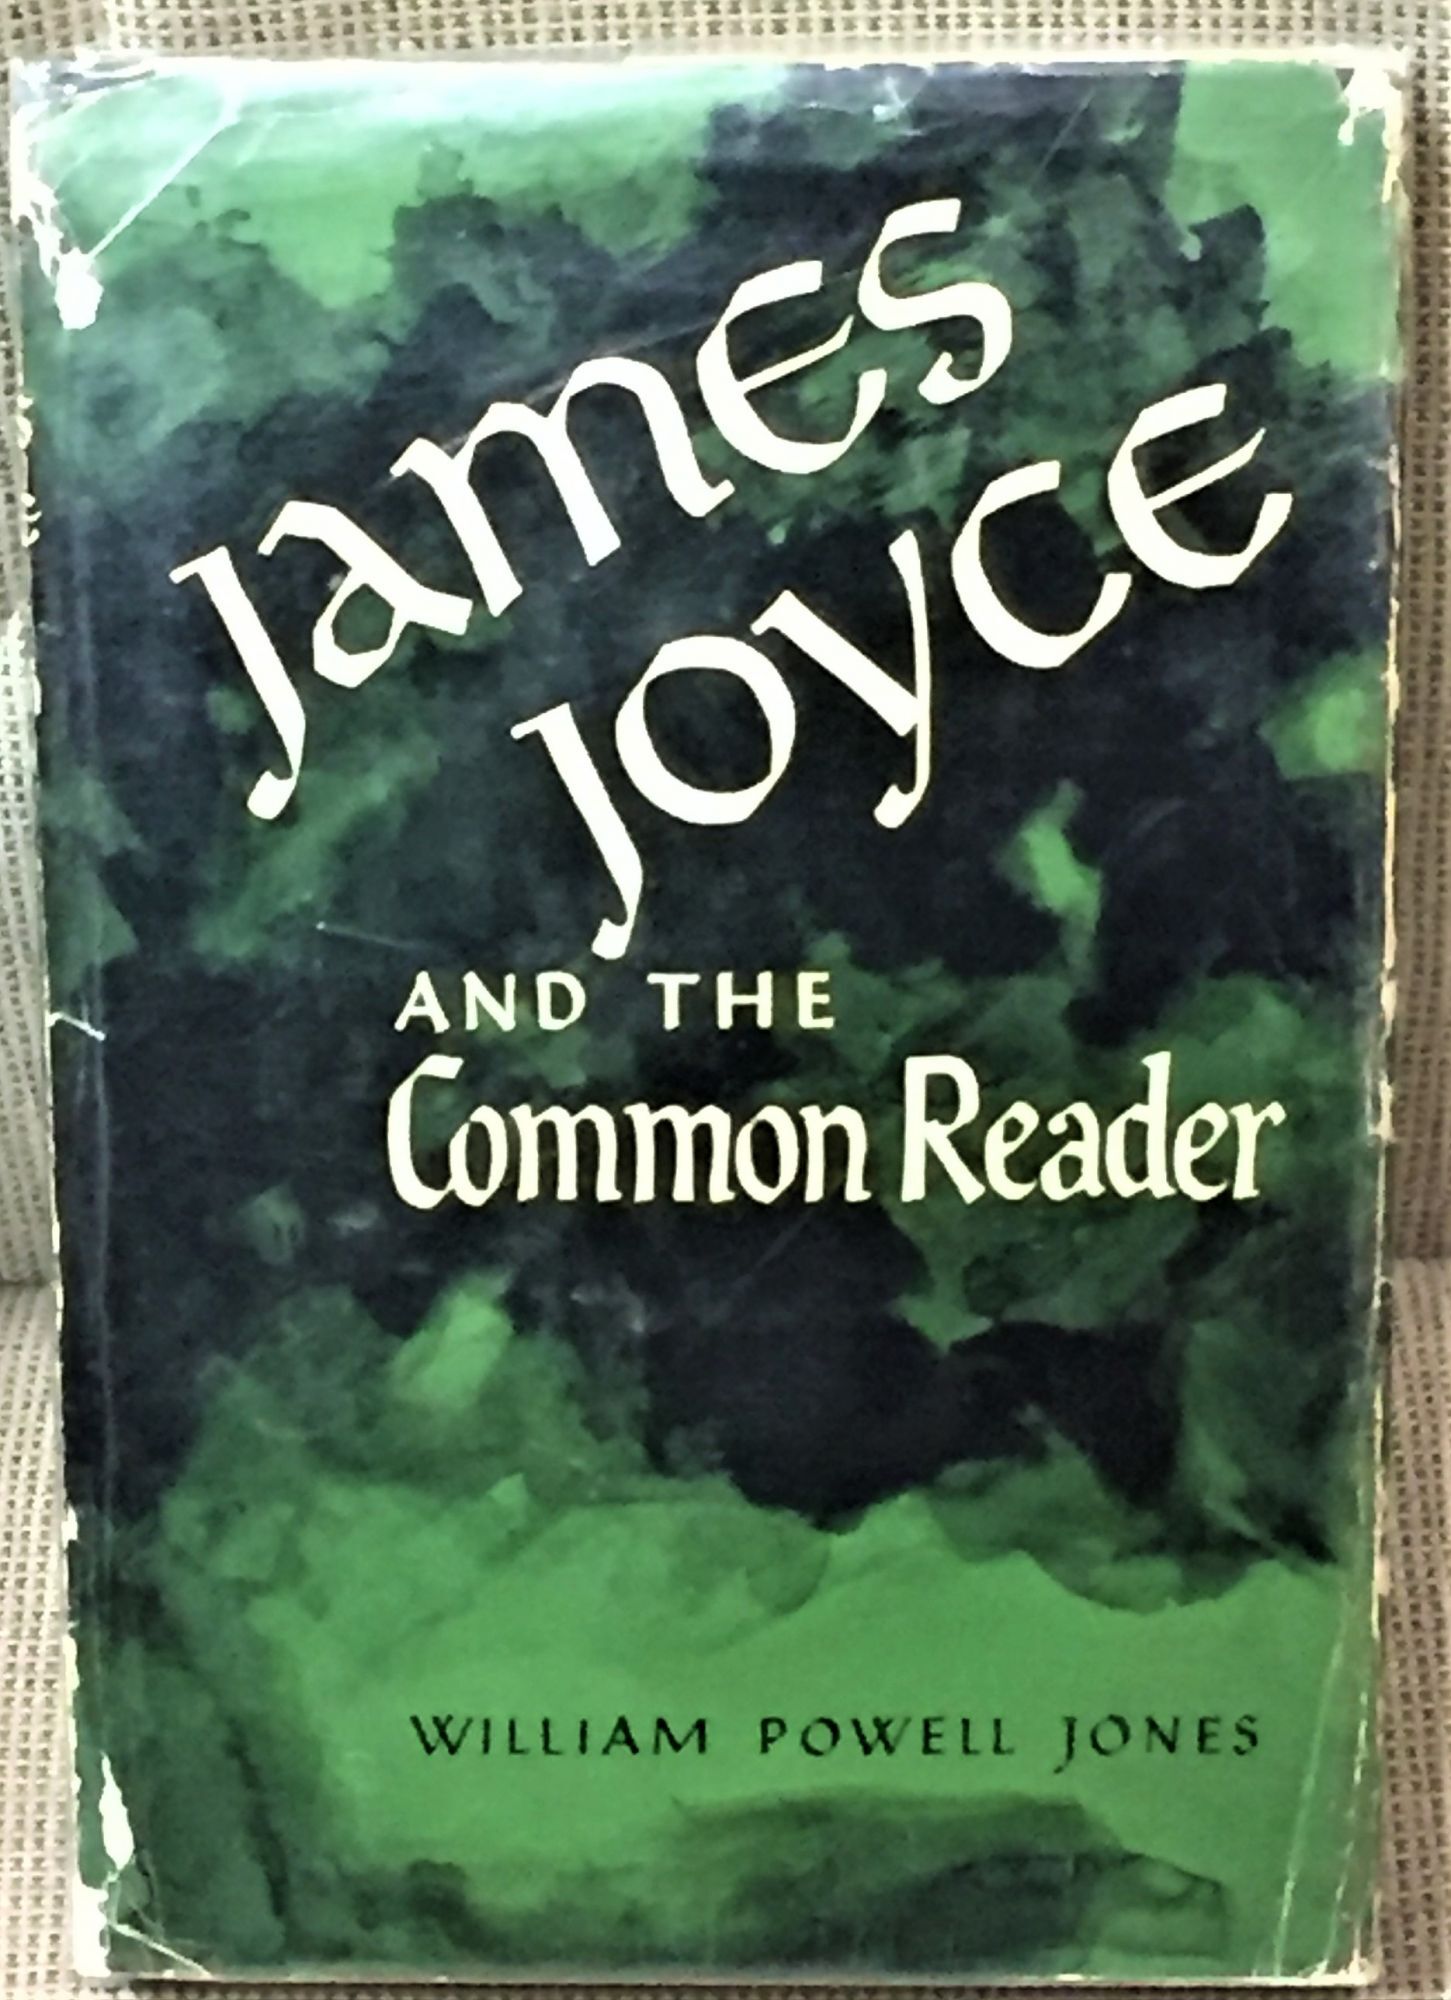 James
Joyce
AND THE
Common Reader
WILLIAM POWELL JONES